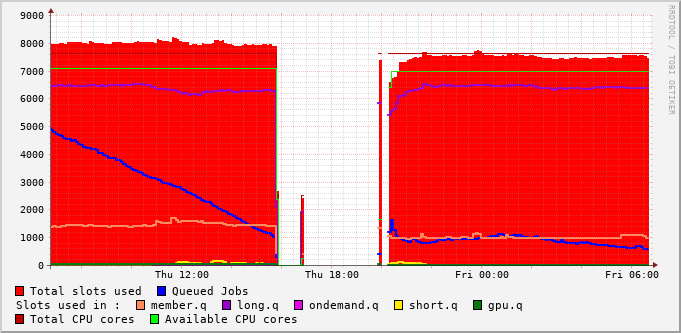 9000
8000
7000
6000
5000
4000
3000
2000
1000
0
Thu 12:00 Thu 18:00 Fri 00:00 Fri 06:00
RRDTOOL / TOBI OETIKER
Total slots used Queued Jobs
Slots used in : member.q long.q ondemand.q short.q gpu.q
Total CPU cores Available CPU cores